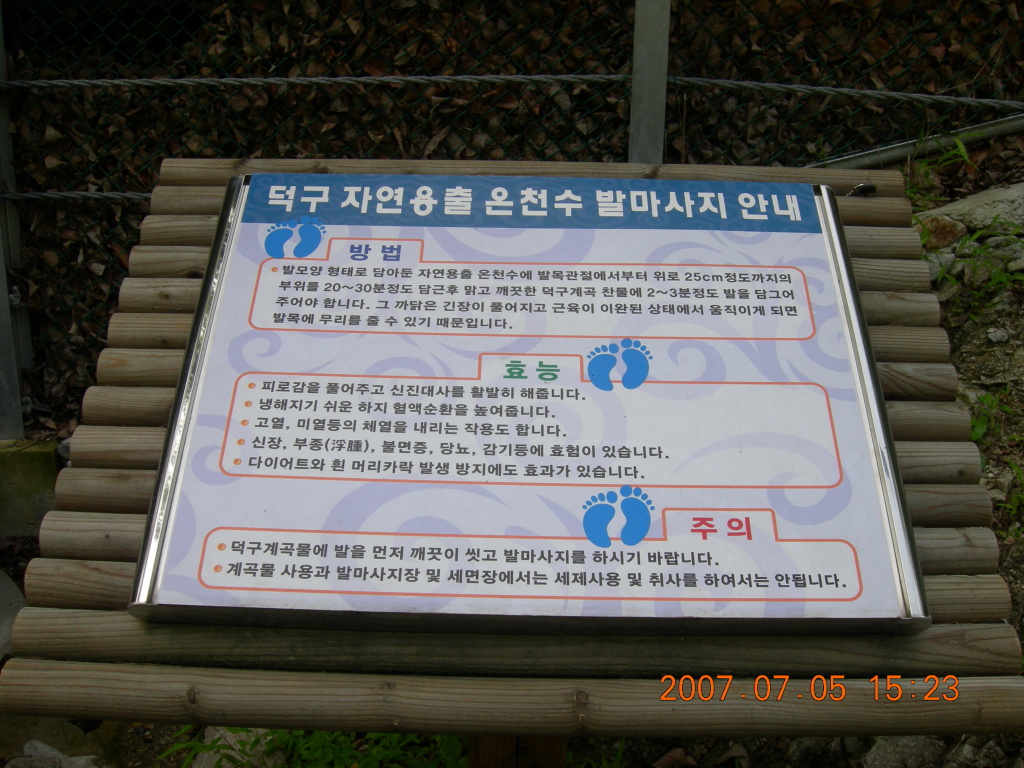 덕구 자연용출 온천수 발마사지 안내
방 법
발모양 형태로 담아둔 자연용출 온천수에 발목관절에서부터 위로 25cm정도까지의
부위를 20~30분정도 담근후 맑고 깨끗한 덕구계곡 찬물에 2~3분정도 발을 담그어
주어야 합니다. 그 까닭은 긴장이 풀어지고 근육이 이완된 상태에서 움직이게 되면
발목에 무리를 줄 수 있기 때문입니다.
효 능
피로감을 풀어주고 신진대사를 활발히 해줍니다.
냉해지기 쉬운 하지 혈액순환을 높여줍니다.
고열, 미열등의 체열을 내리는 작용도 합니다.
신장, 부종(浮腫), 불면증, 당뇨, 감기등에 효험이 있습니다.
다이어트와 흰 머리카락 발생 방지에도 효과가 있습니다.
주 의
덕구계곡물에 발을 먼저 깨끗이 씻고 발마사지를 하시기 바랍니다.
계곡물 사용과 발마사지장 및 세면장에서는 세제사용 및 취사를 하여서는 안됩니다.
2007.07.05 15:23